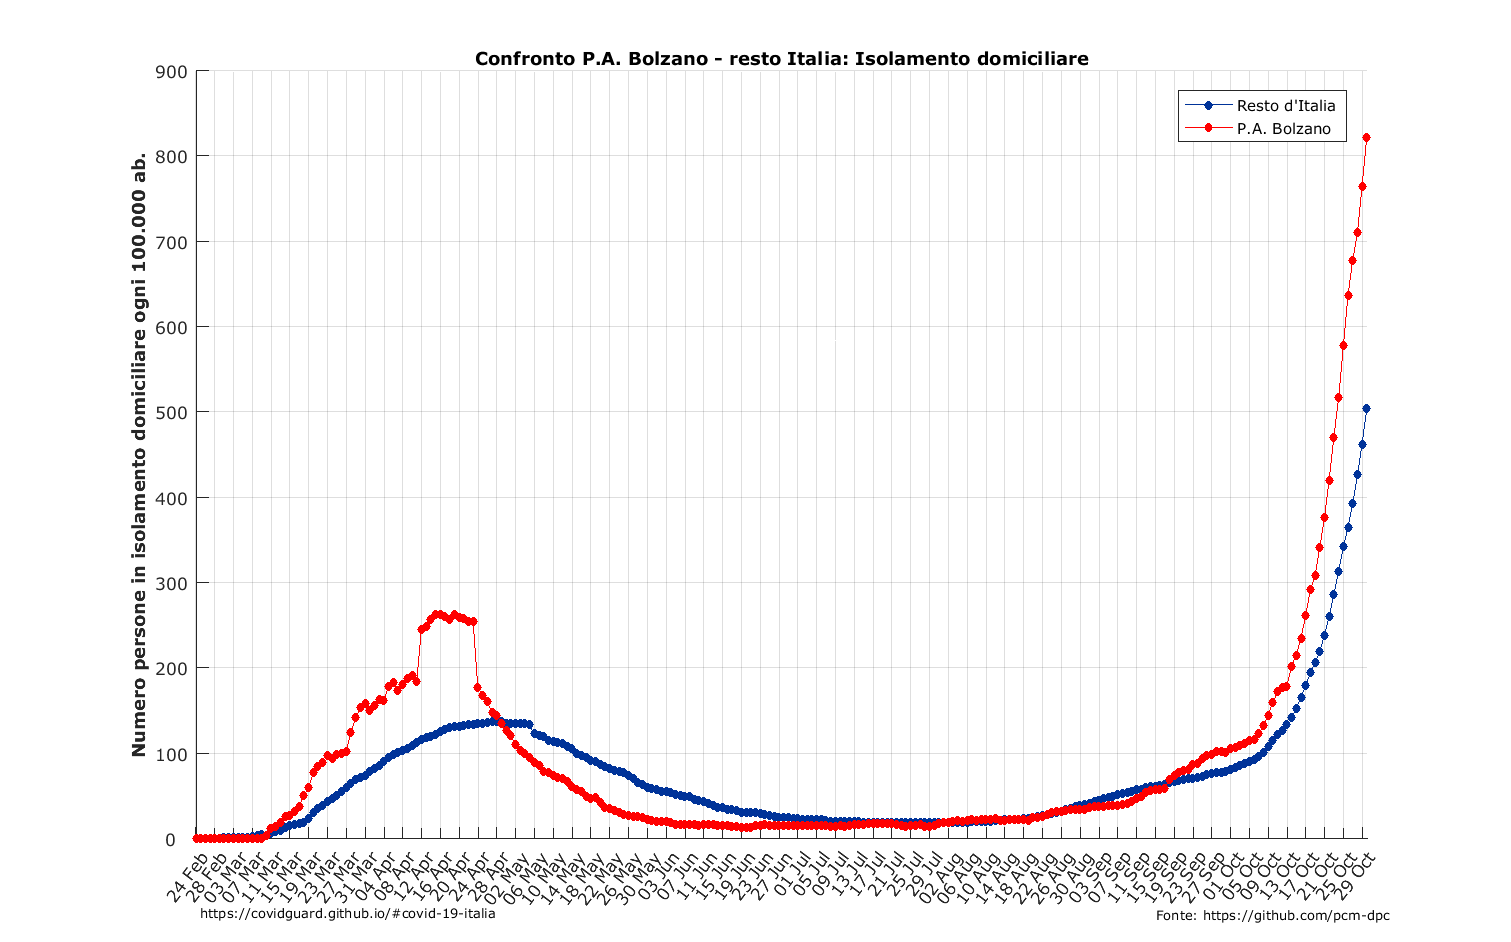 Confronto P.A. Bolzano - resto Italia: Isolamento domiciliare
Resto d'Italia
P.A. Bolzano
Numero persone in isolamento domiciliare ogni 100.000 ab.
900
800
700
600
500
400
300
200
100
0
24 Feb
28 Feb
03 Mar
07 Mar
11 Mar
15 Mar
19 Mar
23 Mar
27 Mar
31 Mar
04 Apr
08 Apr
12 Apr
16 Apr
20 Apr
24 Apr
28 Apr
02 May
06 May
10 May
14 May
18 May
22 May
26 May
30 May
03 Jun
07 Jun
11 Jun
15 Jun
19 Jun
23 Jun
27 Jun
01 Jul
05 Jul
09 Jul
13 Jul
17 Jul
21 Jul
25 Jul
29 Jul
02 Aug
06 Aug
10 Aug
14 Aug
18 Aug
22 Aug
26 Aug
30 Aug
03 Sep
07 Sep
11 Sep
15 Sep
19 Sep
23 Sep
27 Sep
01 Oct
05 Oct
09 Oct
13 Oct
17 Oct
21 Oct
25 Oct
29 Oct
https://covidguard.github.io/#covid-19-italia
Fonte: https://github.com/pcm-dpc